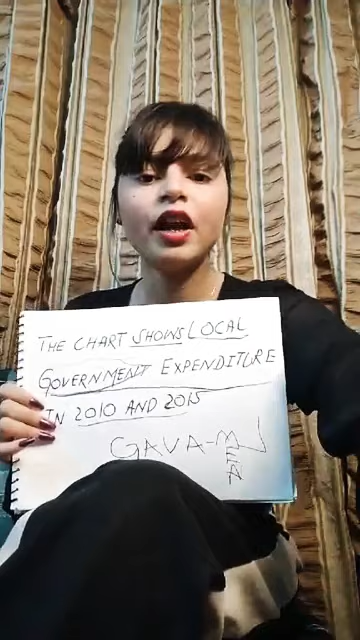 THE CHART SHOWS LOCAL
GOVERNMENT EXPENDITURE
IN 2010 AND 2015
GAVA-